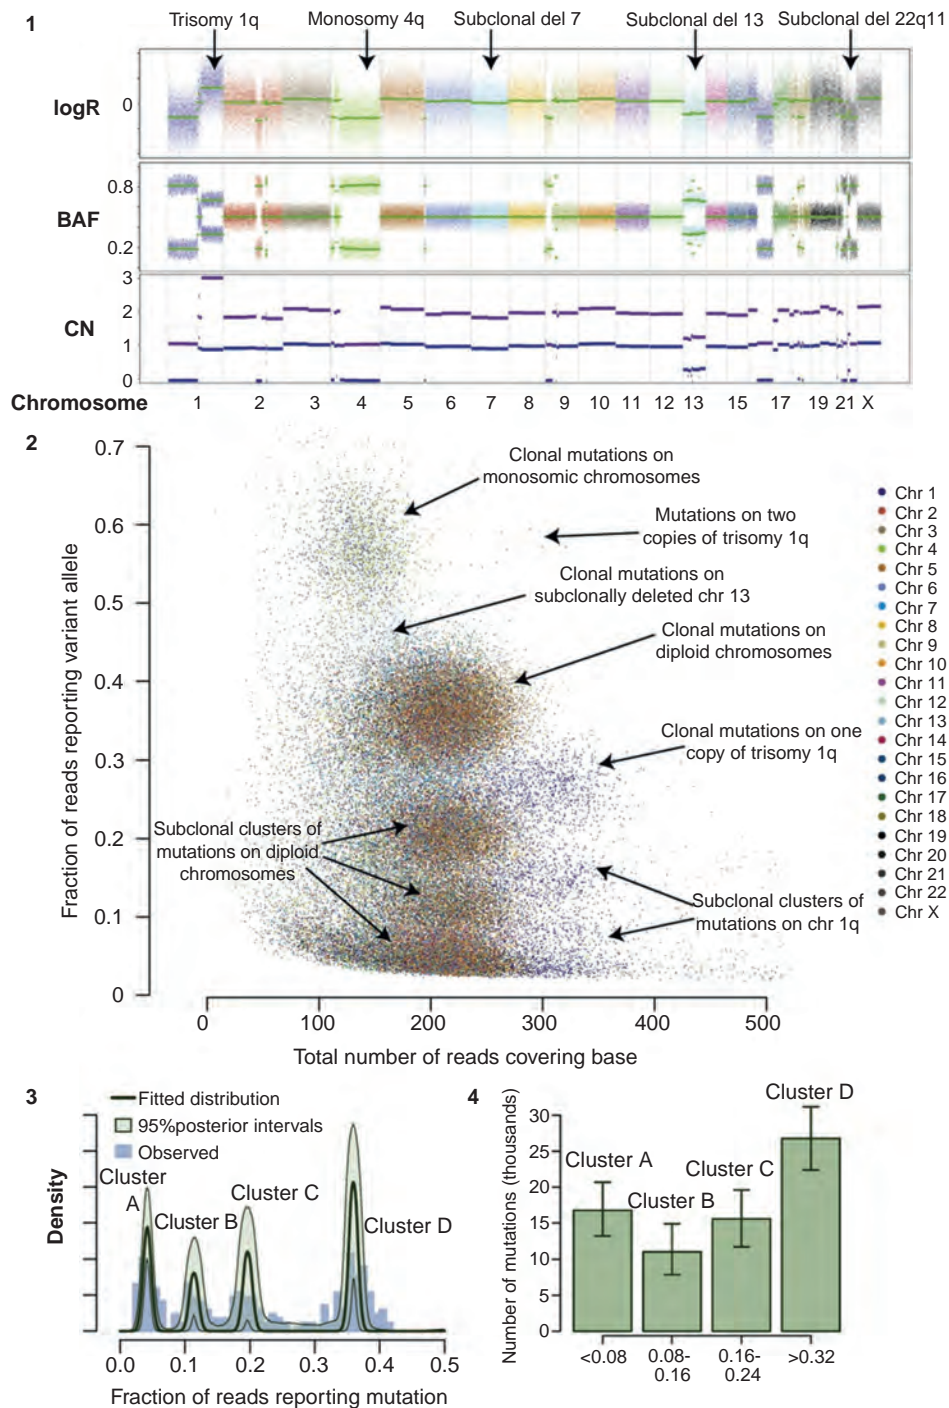 1
Trisomy 1q
Monosomy 4q
Subclonal del 7
Subclonal del 13
Subclonal del 22q11
logR
0
BAF
0.8
0.2
CN
3
2
1
0
Chromosome 1 2 3 4 5 6 7 8 9 10 11 12 13 15 17 19 21 X
2
Fraction of reads reporting variant allele
0.7
0.6
0.5
0.4
0.3
0.2
0.1
0
Clonal mutations on
monosomic chromosomes
Mutations on two
copies of trisomy 1q
Clonal mutations on
subclonally deleted chr 13
Clonal mutations on
diploid chromosomes
Clonal mutations on one
copy of trisomy 1q
Subclonal clusters of
mutations on diploid
chromosomes
Subclonal clusters of
mutations on chr 1q
0 100 200 300 400 500
Total number of reads covering base
Chr 1
Chr 2
Chr 3
Chr 4
Chr 5
Chr 6
Chr 7
Chr 8
Chr 9
Chr 10
Chr 11
Chr 12
Chr 13
Chr 14
Chr 15
Chr 16
Chr 17
Chr 18
Chr 19
Chr 20
Chr 21
Chr 22
Chr X
3
Fitted distribution
95%posterior intervals
Observed
Density
Cluster
A
Cluster B
Cluster C
Cluster D
0.0 0.1 0.2 0.3 0.4 0.5
Fraction of reads reporting mutation
4
Number of mutations (thousands)
30
25
20
15
10
5
0
Cluster A
Cluster B
Cluster C
Cluster D
<0.08
0.08-
0.16
0.16-
0.24
>0.32